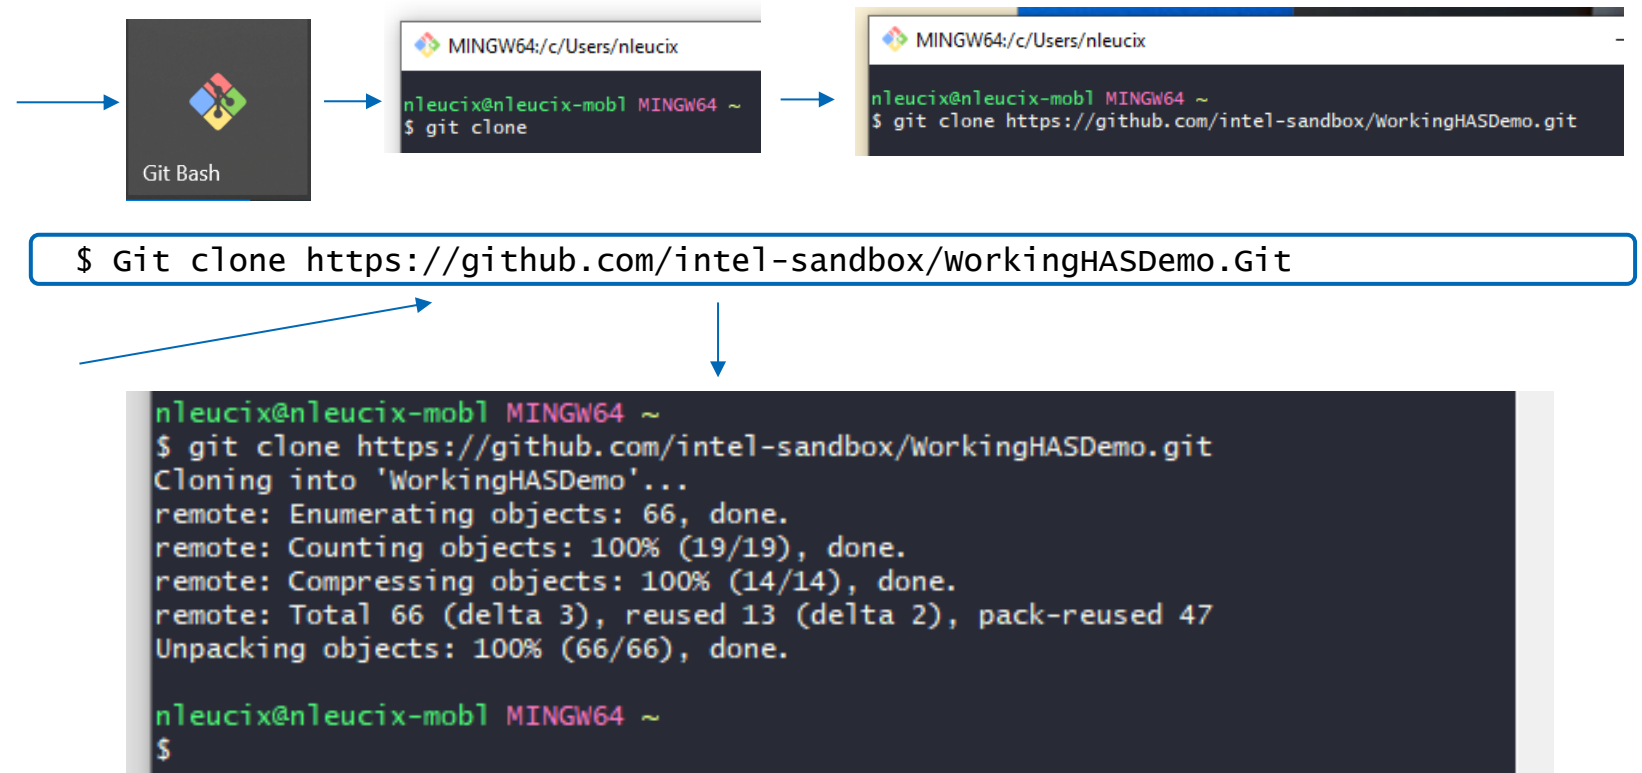 Git Bash
MINGW64:/c/Users/nleucix
nleucix@nleucix-mobl MINGW64 ~
$ git clone
MINGW64:/c/Users/nleucix
nleucix@nleucix-mobl MINGW64 ~
$ git clone https://github.com/intel-sandbox/WorkingHASDemo.git
$ Git clone https://github.com/intel-sandbox/WorkingHASDemo.Git
nleucix@nleucix-mobl MINGW64 ~
$ git clone https://github.com/intel-sandbox/WorkingHASDemo.git
Cloning into 'WorkingHASDemo'...
remote: Enumerating objects: 66, done.
remote: Counting objects: 100% (19/19), done.
remote: Compressing objects: 100% (14/14), done.
remote: Total 66 (delta 3), reused 13 (delta 2), pack-reused 47
Unpacking objects: 100% (66/66), done.
nleucix@nleucix-mobl MINGW64 ~
$